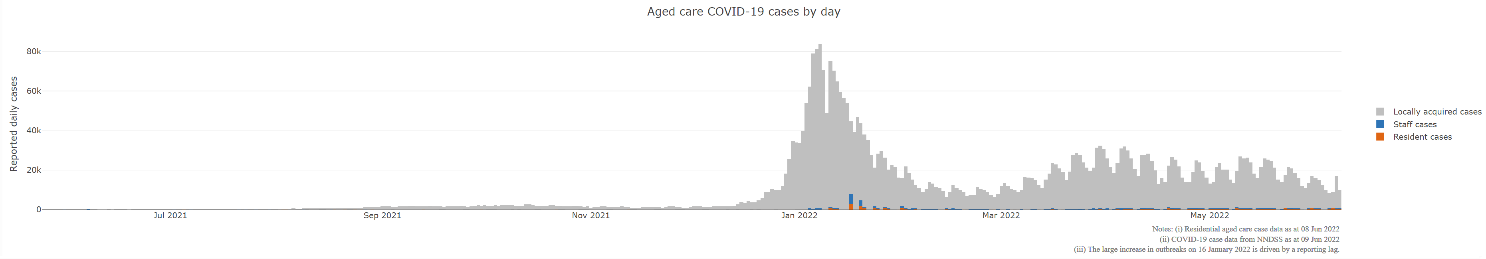 Aged care COVID-19 cases by day
Reported daily cases
80k
60k
40k
20k
0
Jul 2021
Sep 2021
Nov 2021
Jan 2022
Mar 2022
May 2022
Locally acquired cases
Staff cases
Resident cases
Notes: (i) Residential aged care case data as at 08 Jun 2022
(ii) COVID-19 case data from NNDSS as at 09 Jun 2022
(iii) The large increase in outbreaks on 16 January 2022 is driven by a reporting lag.